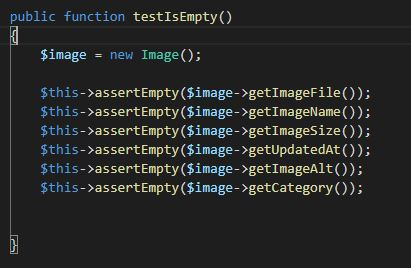 public function testIsEmpty()
{
$image = new Image();
$this->assertEmpty($image->getImageFile());
$this->assertEmpty($image->getImageName());
$this->assertEmpty($image->getImageSize());
$this->assertEmpty($image->getUpdatedAt());
$this->assertEmpty($image->getImageAlt());
$this->assertEmpty($image->getCategory());
}